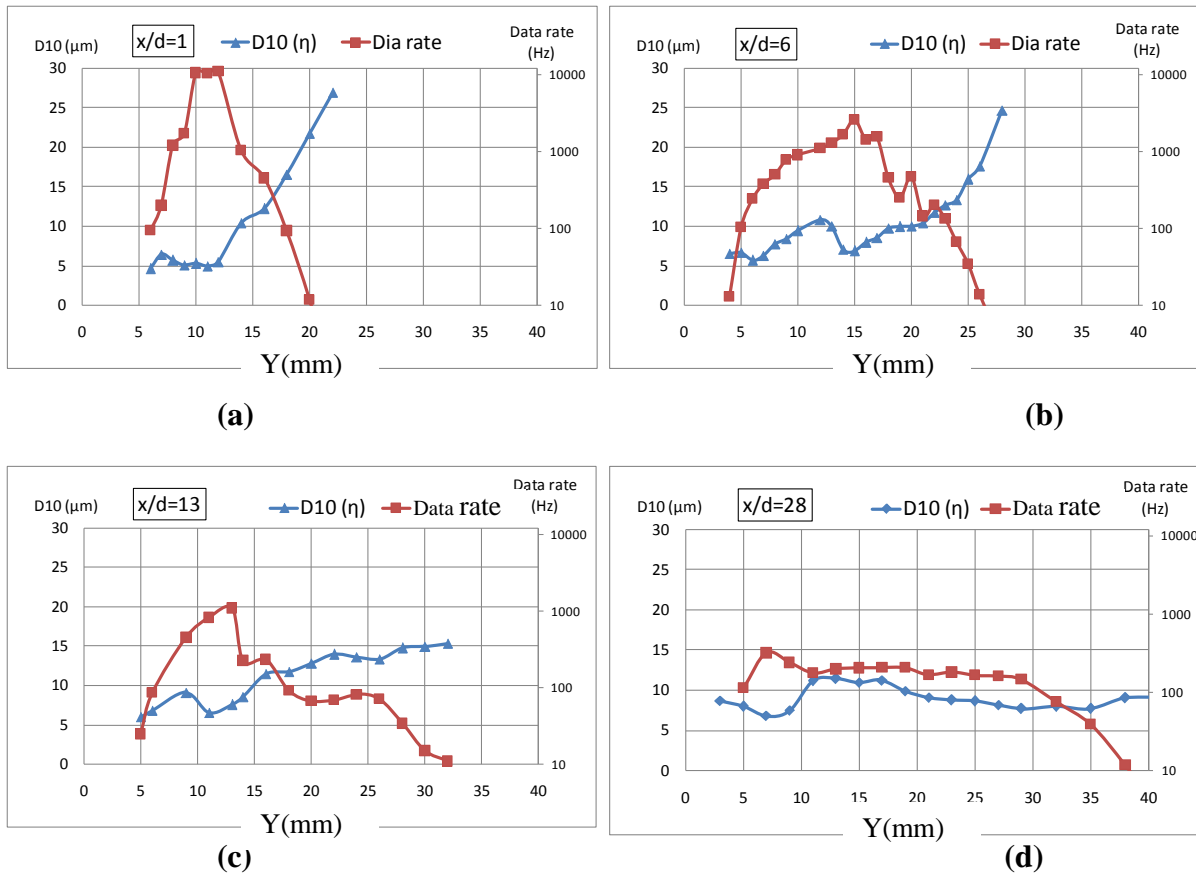 D10 (μm)
x/d=1
D10 (η)
Dia rate
Data rate
(Hz)
30
25
20
15
10
5
0
10000
1000
100
10
0 5 10 15 20 25 30 35 40
Y(mm)
(a)
D10 (μm)
x/d=6
D10 (η)
Dia rate
Data rate
(Hz)
30
25
20
15
10
5
0
10000
1000
100
10
0 5 10 15 20 25 30 35 40
Y(mm)
(b)
D10 (μm)
x/d=13
D10 (η)
Data rate
Data rate
(Hz)
30
25
20
15
10
5
0
10000
1000
100
10
0 5 10 15 20 25 30 35 40
Y(mm)
(c)
D10 (μm)
x/d=28
D10 (η)
Data rate
Data rate
(Hz)
30
25
20
15
10
5
0
10000
1000
100
10
0 5 10 15 20 25 30 35 40
Y(mm)
(d)